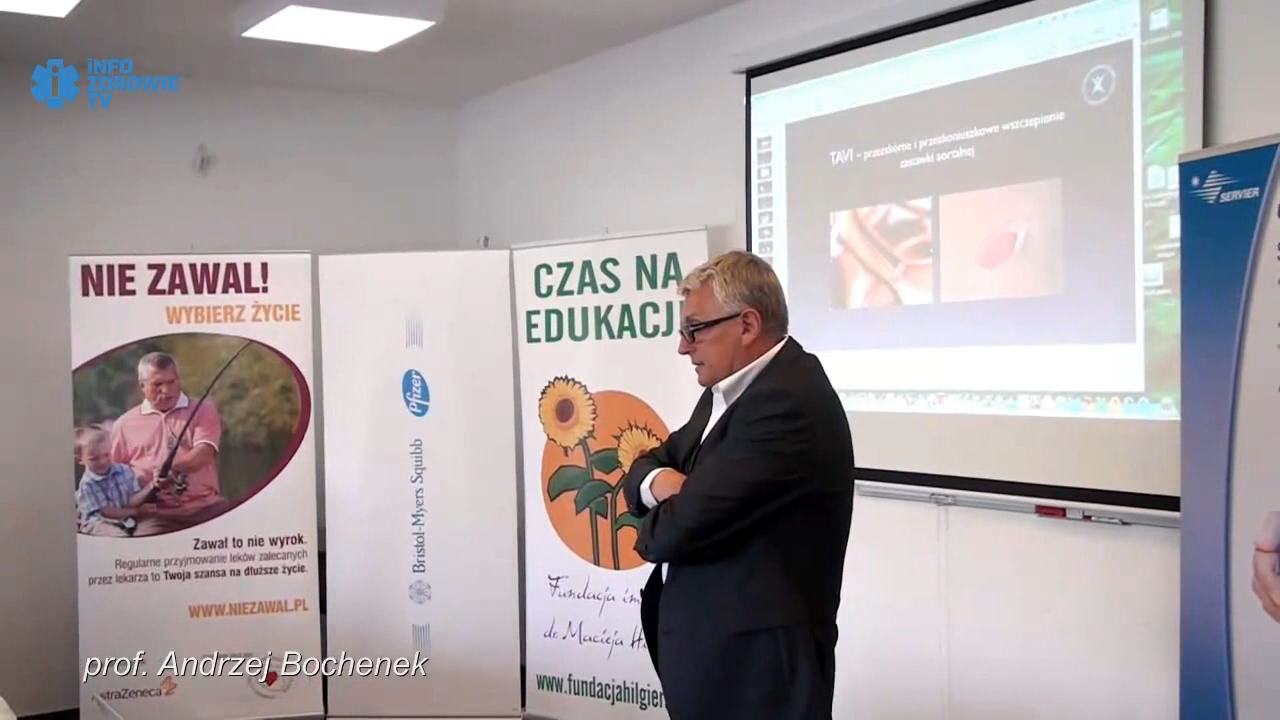 iNFO
ZDROWIE
TV
TAVI – przezskórne i przezkoniuszkowe wszczepienie
zastawki aortalnej
SERVIER
NIE ZAWAL!
WYBIERZ ŻYCIE
Zawał to nie wyrok.
Regularne przyjmowanie leków zalecanych
przez lekarza to Twoja szansa na dłuższe życie.
WWW.NIEZAWAL.PL
straZeneca
Pfizer
Bristol-Myers Squibb
CZAS NA
EDUKACJ
Fundacja im
dr. Macieja H
www.fundacjahilgier
prof. Andrzej Bochenek